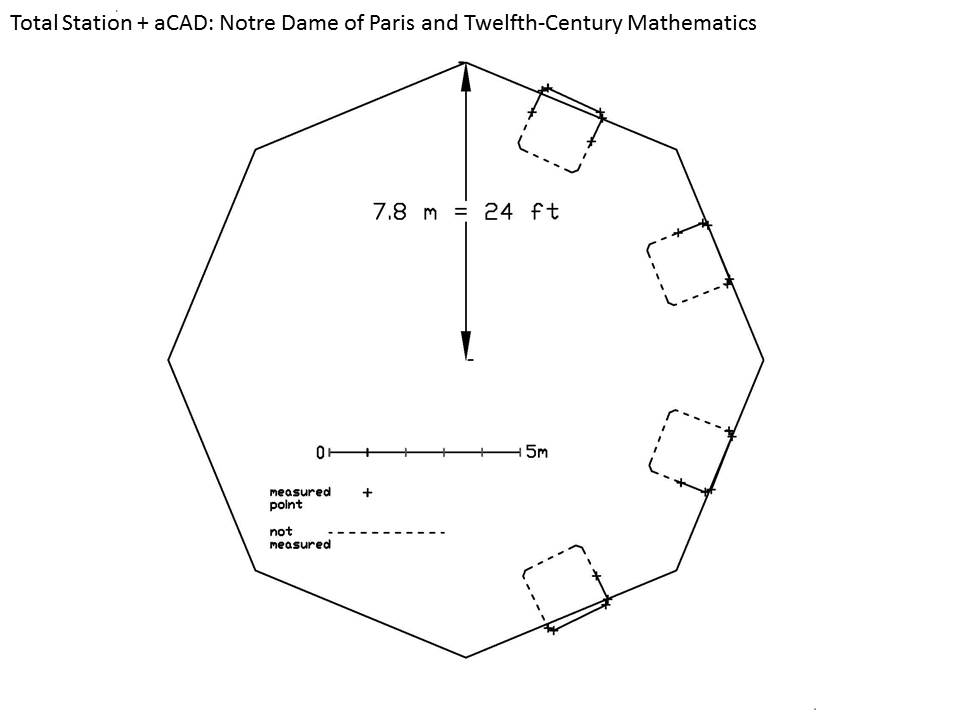 Total Station + aCAD: Notre Dame of Paris and Twelfth-Century Mathematics
7.8 m = 24 ft
0 5m
measured +
point
not
measured